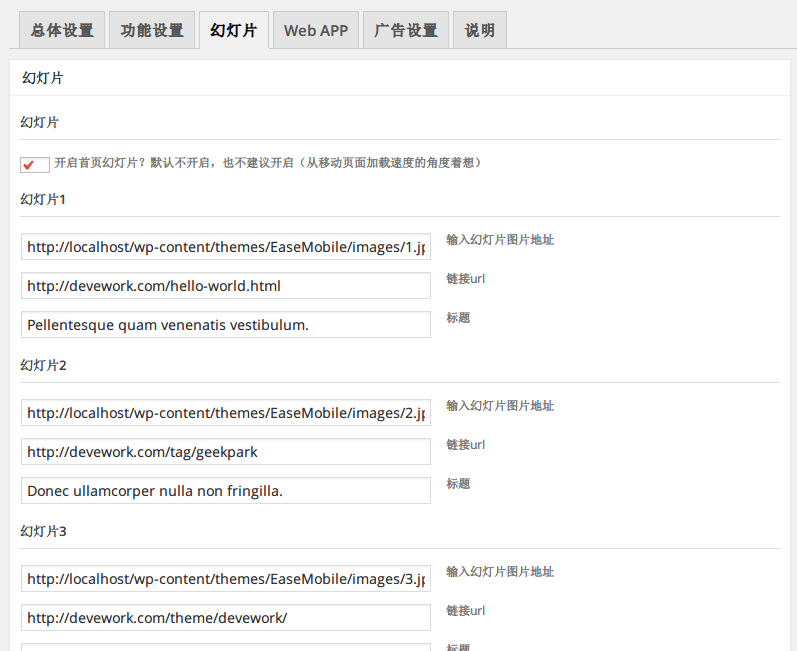 总体设置 功能设置 幻灯片 Web APP 广告设置 说明
幻灯片
幻灯片
开启首页幻灯片？默认不开启，也不建议开启（从移动页面加载速度的角度着想）
幻灯片1
http://localhost/wp-content/themes/EaseMobile/images/1.jp 输入幻灯片图片地址
http://devework.com/hello-world.html 链接url
Pellentesque quam venenatis vestibulum. 标题
幻灯片2
http://localhost/wp-content/themes/EaseMobile/images/2.jp 输入幻灯片图片地址
http://devework.com/tag/geekpark 链接url
Donec ullamcorper nulla non fringilla. 标题
幻灯片3
http://localhost/wp-content/themes/EaseMobile/images/3.jp 输入幻灯片图片地址
http://devework.com/theme/devework/ 链接url
标题